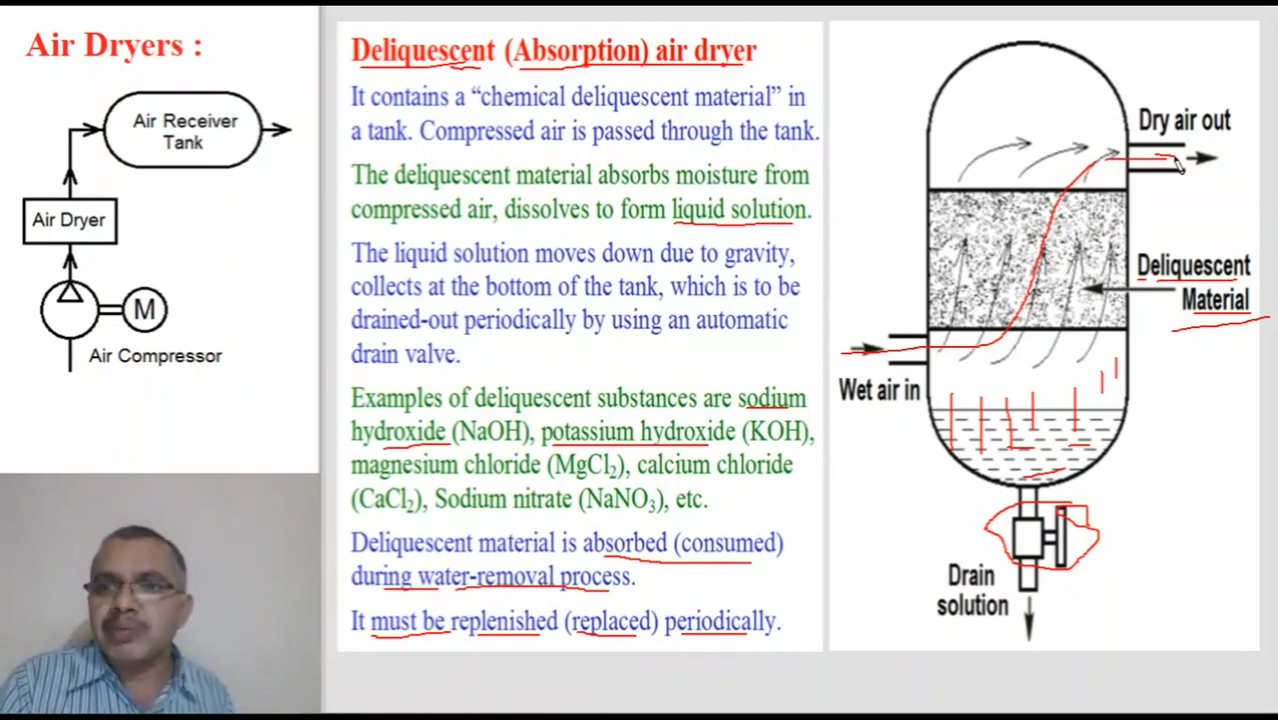 Air Dryers :
Air Receiver
Tank
Air Dryer
M
Air Compressor
Deliquescent (Absorption) air dryer
It contains a “chemical deliquescent material” in
a tank. Compressed air is passed through the tank.
The deliquescent material absorbs moisture from
compressed air, dissolves to form liquid solution.
The liquid solution moves down due to gravity,
collects at the bottom of the tank, which is to be
drained-out periodically by using an automatic
drain valve.
Examples of deliquescent substances are sodium
hydroxide (NaOH), potassium hydroxide (KOH),
magnesium chloride (MgCl₂), calcium chloride
(CaCl₂), Sodium nitrate (NaNO₃), etc.
Deliquescent material is absorbed (consumed)
during water-removal process.
It must be replenished (replaced) periodically.
Dry air out
Deliquescent
Material
Wet air in
Drain
solution